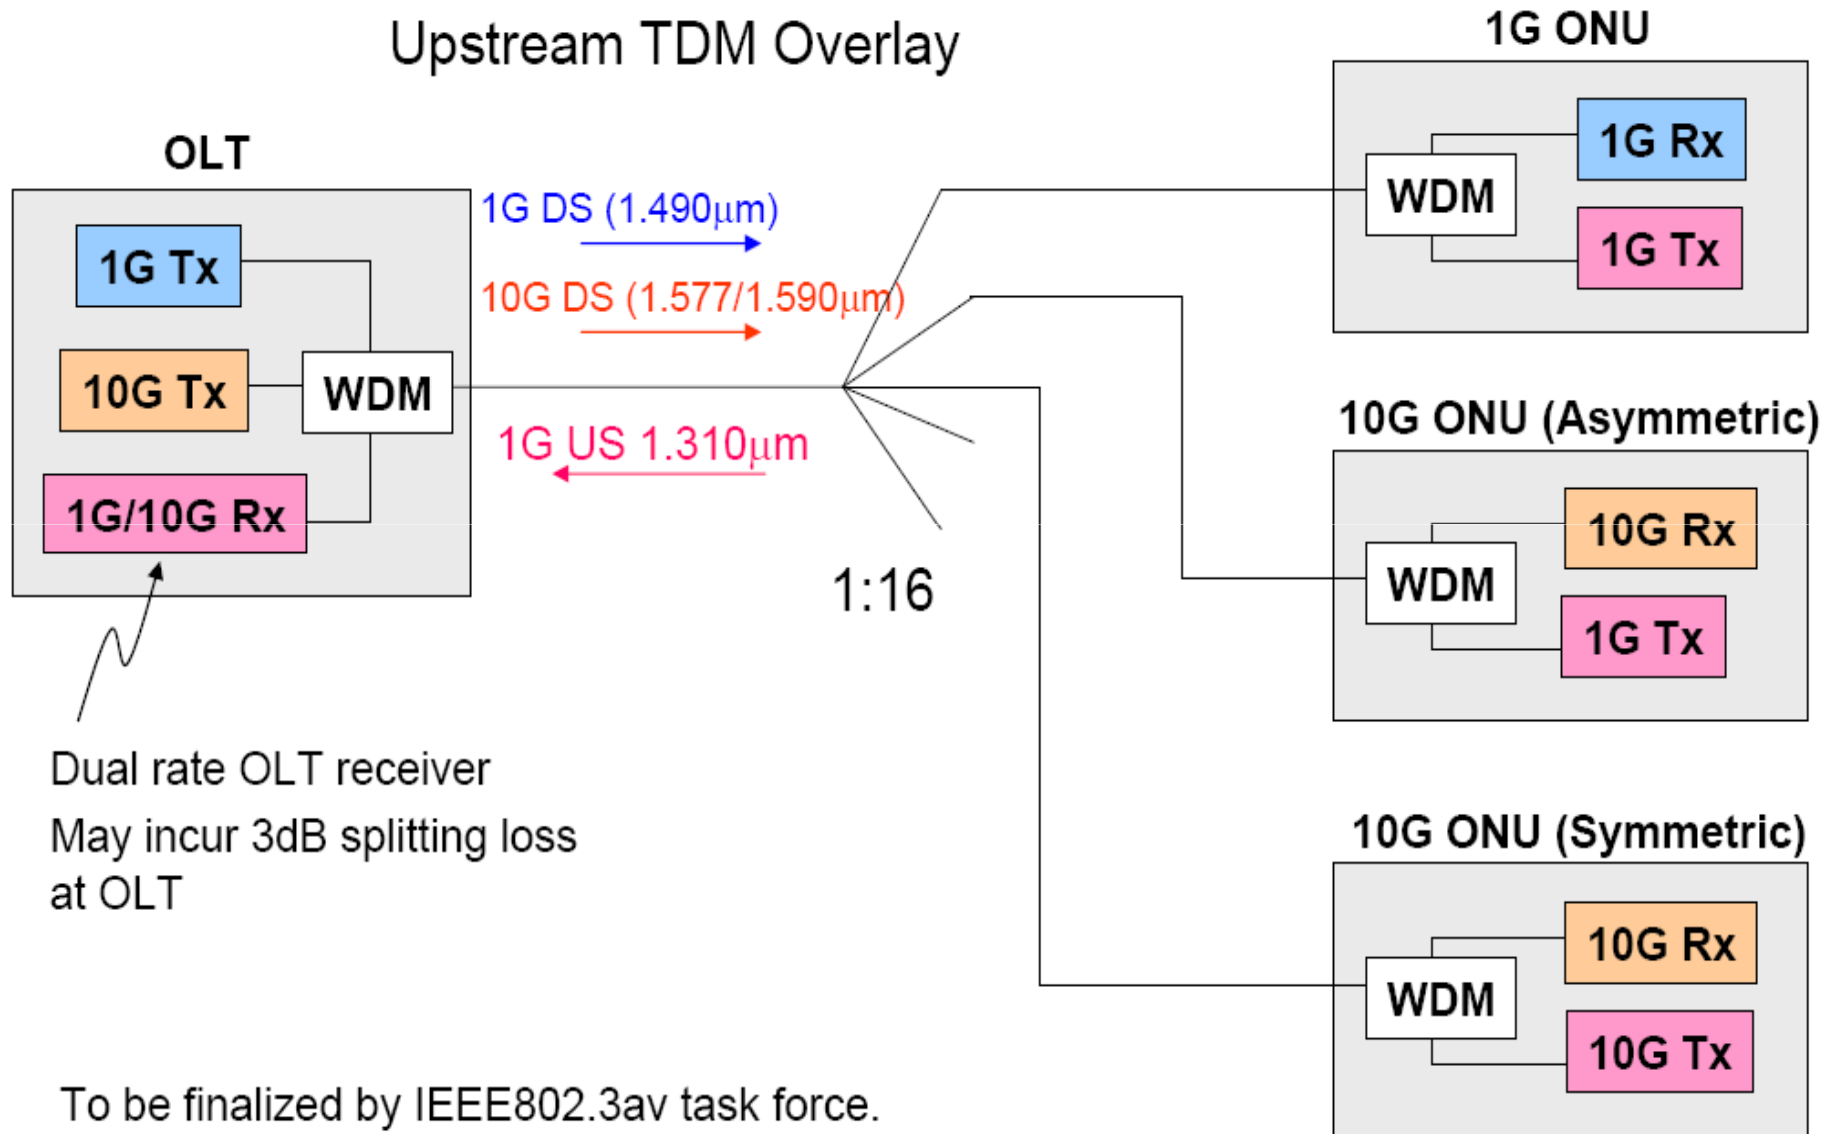 Upstream TDM Overlay
OLT
1G Tx
10G Tx
WDM
1G/10G Rx
1G DS (1.490μm)
10G DS (1.577/1.590μm)
1G US 1.310μm
1:16
Dual rate OLT receiver
May incur 3dB splitting loss
at OLT
To be finalized by IEEE802.3av task force.
1G ONU
WDM
1G Rx
1G Tx
10G ONU (Asymmetric)
WDM
10G Rx
1G Tx
10G ONU (Symmetric)
WDM
10G Rx
10G Tx